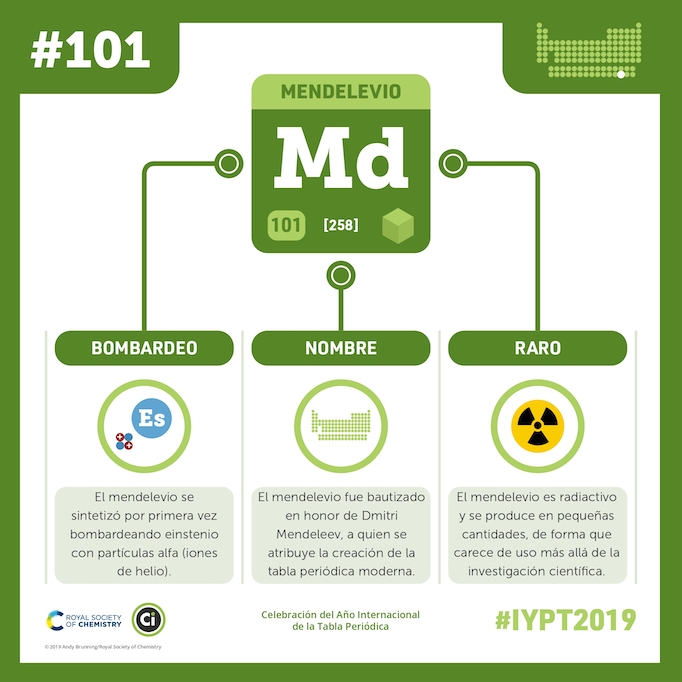 #101
MENDELEVIO
Md
101 [258]
BOMBARDEO
NOMBRE
RARO
Es
El mendelevio se
sintetizó por primera vez
bombardeando einstenio
con partículas alfa (iones
de helio).
El mendelevio fue bautizado
en honor de Dmitri
Mendeleev, a quien se
atribuye la creación de la
tabla periódica moderna.
El mendelevio es radiactivo
y se produce en pequeñas
cantidades, de forma que
carece de uso más allá de la
investigación científica.
ROYAL SOCIETY
OF CHEMISTRY
Ci
Celebración del Año Internacional
de la Tabla Periódica
#IYPT2019
© 2019 Andy Brunning/Royal Society of Chemistry